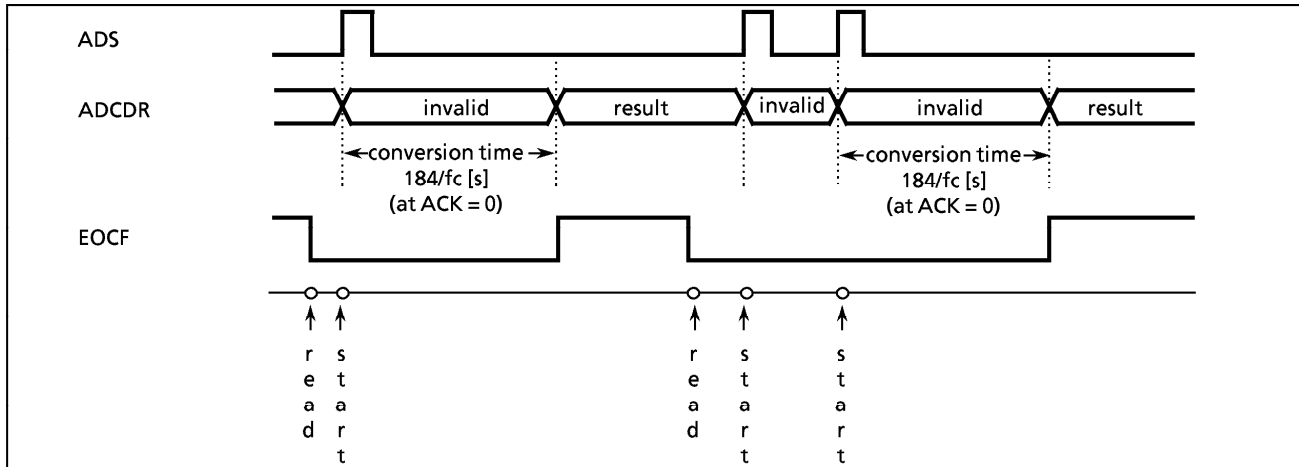 ADS
ADCDR
invalid
result
invalid
invalid
result
conversion time
184/fc [s]
(at ACK = 0)
conversion time
184/fc [s]
(at ACK = 0)
EOCF
read
start
read
start
start